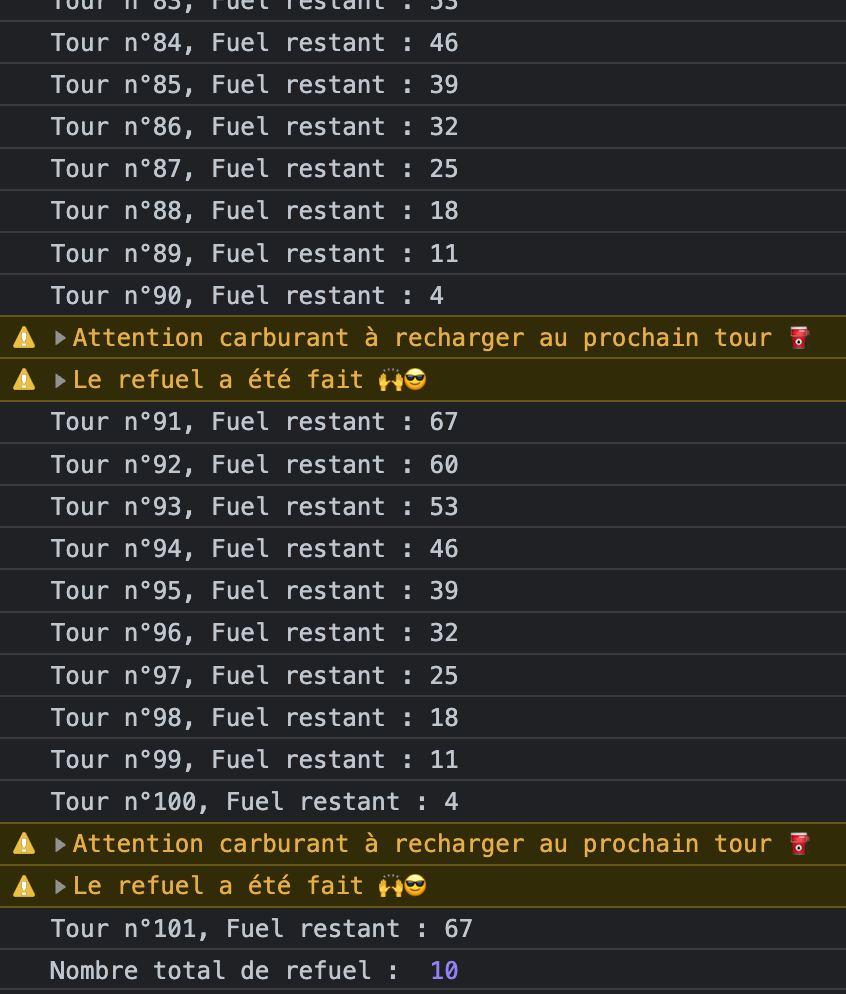 Tour n°83, Fuel restant : 53
Tour n°84, Fuel restant : 46
Tour n°85, Fuel restant : 39
Tour n°86, Fuel restant : 32
Tour n°87, Fuel restant : 25
Tour n°88, Fuel restant : 18
Tour n°89, Fuel restant : 11
Tour n°90, Fuel restant : 4
Attention carburant à recharger au prochain tour
Le refuel a été fait 🙌😎
Tour n°91, Fuel restant : 67
Tour n°92, Fuel restant : 60
Tour n°93, Fuel restant : 53
Tour n°94, Fuel restant : 46
Tour n°95, Fuel restant : 39
Tour n°96, Fuel restant : 32
Tour n°97, Fuel restant : 25
Tour n°98, Fuel restant : 18
Tour n°99, Fuel restant : 11
Tour n°100, Fuel restant : 4
Attention carburant à recharger au prochain tour
Le refuel a été fait 🙌😎
Tour n°101, Fuel restant : 67
Nombre total de refuel : 10